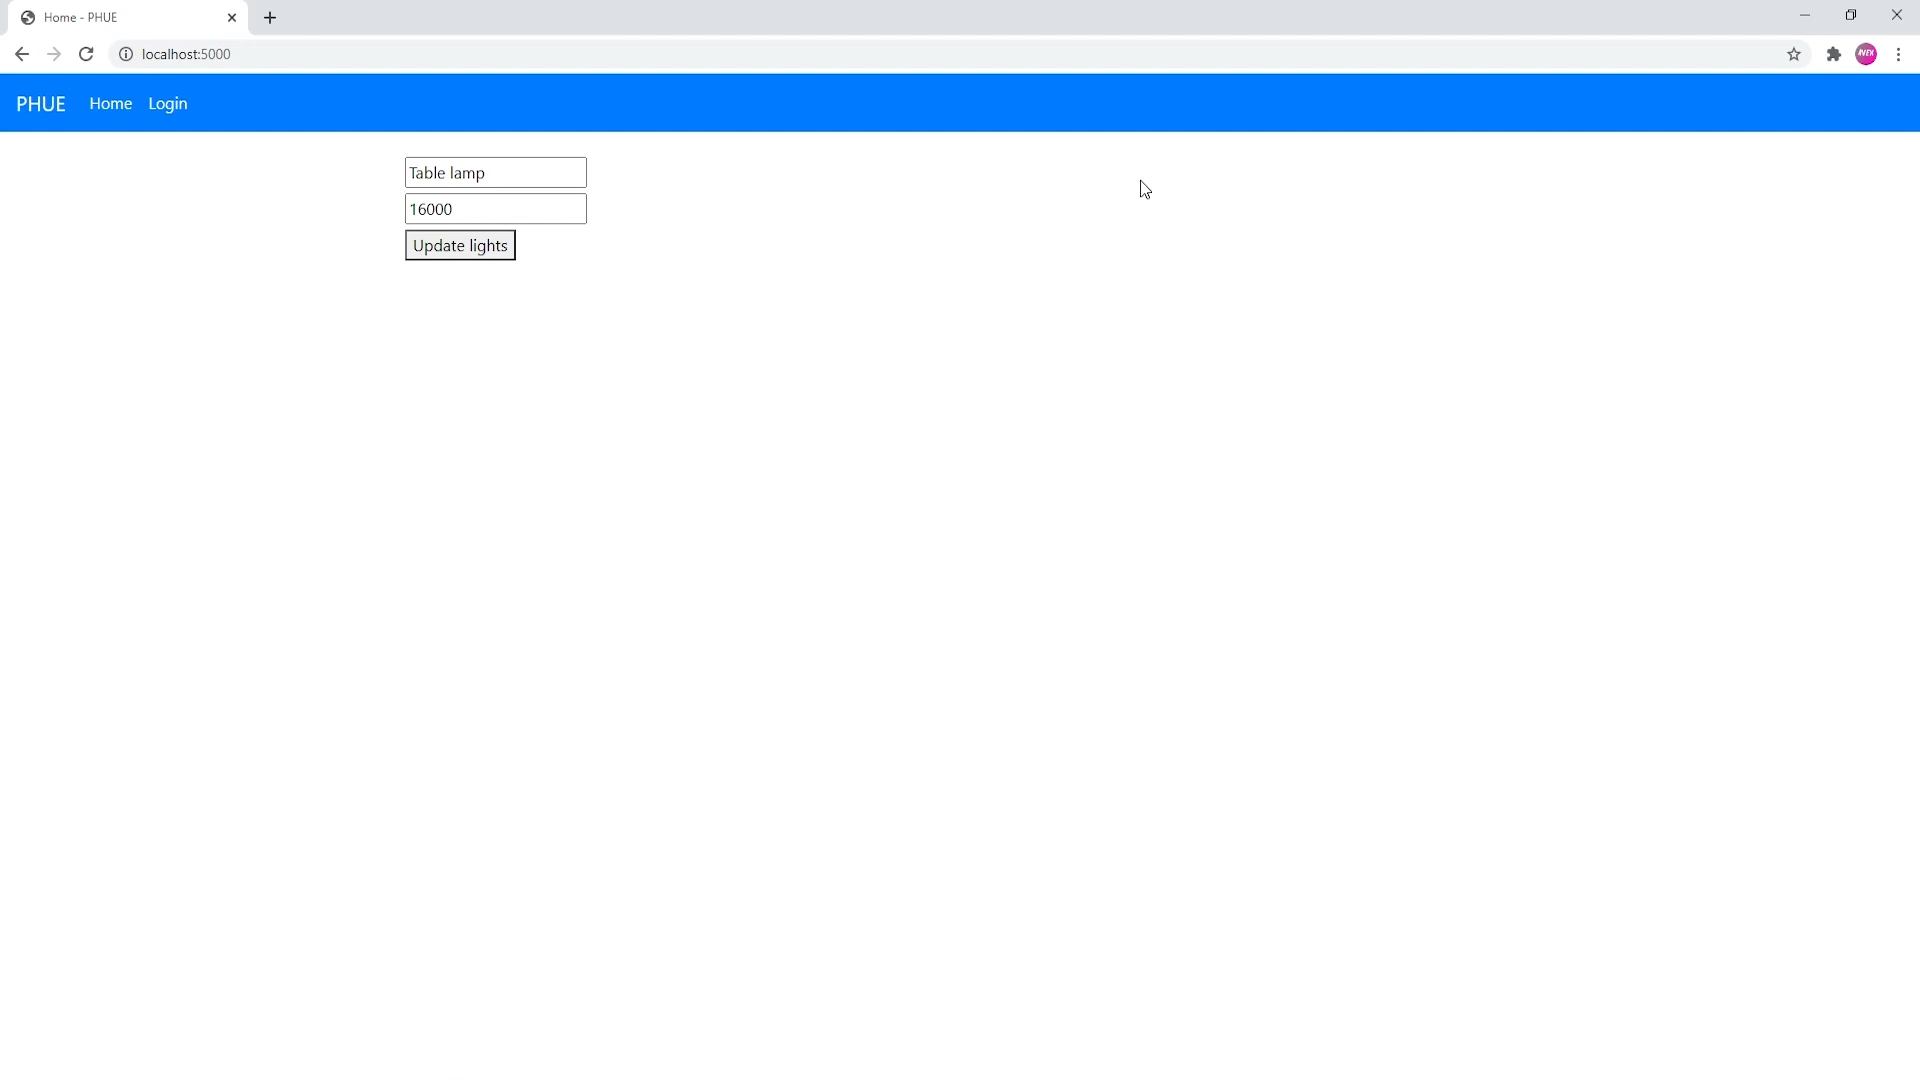 Home - PHUE
localhost:5000
PHUE Home Login
Table lamp
16000
Update lights